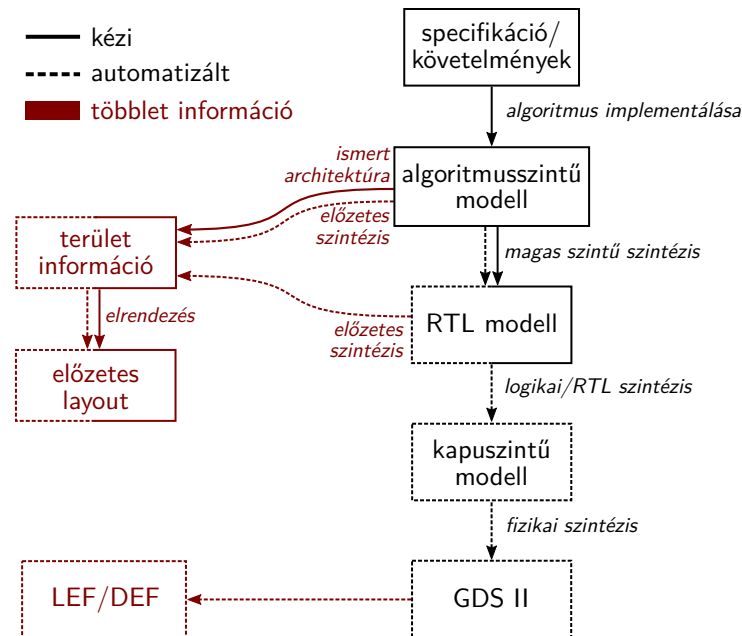 kézi
automatizált
többlet információ
specifikáció/
követelmények
algoritmus implementálása
ismert
architektúra
algoritmusszintű
modell
előzetes
szintézis
terület
információ
magas szintű szintézis
RTL modell
előzetes
szintézis
elrendezés
előzetes
layout
logikai/RTL szintézis
kapuszintű
modell
fizikai szintézis
LEF/DEF
GDS II